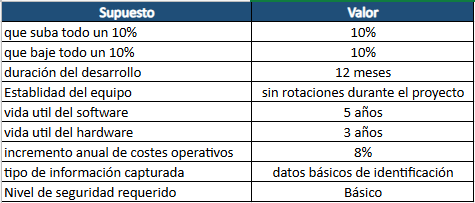 Supuesto Valor
que suba todo un 10% 10%
que baje todo un 10% 10%
duración del desarrollo 12 meses
Establidad del equipo sin rotaciones durante el proyecto
vida util del software 5 años
vida util del hardware 3 años
incremento anual de costes operativos 8%
tipo de información capturada datos básicos de identificación
Nivel de seguridad requerido Básico